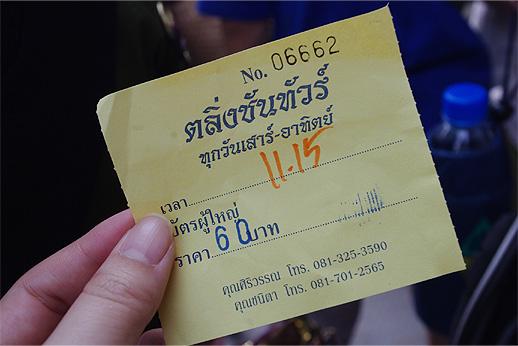 No. 06662
ตลิ่งชันทัวร์
ทุกวันเสาร์-อาทิตย์
เวลา 11.15
บัตรผู้ใหญ่
ราคา 60 บาท
คุณศิริวรรณ โทร. 081-325-3590
คุณชนิตา โทร. 081-701-2565